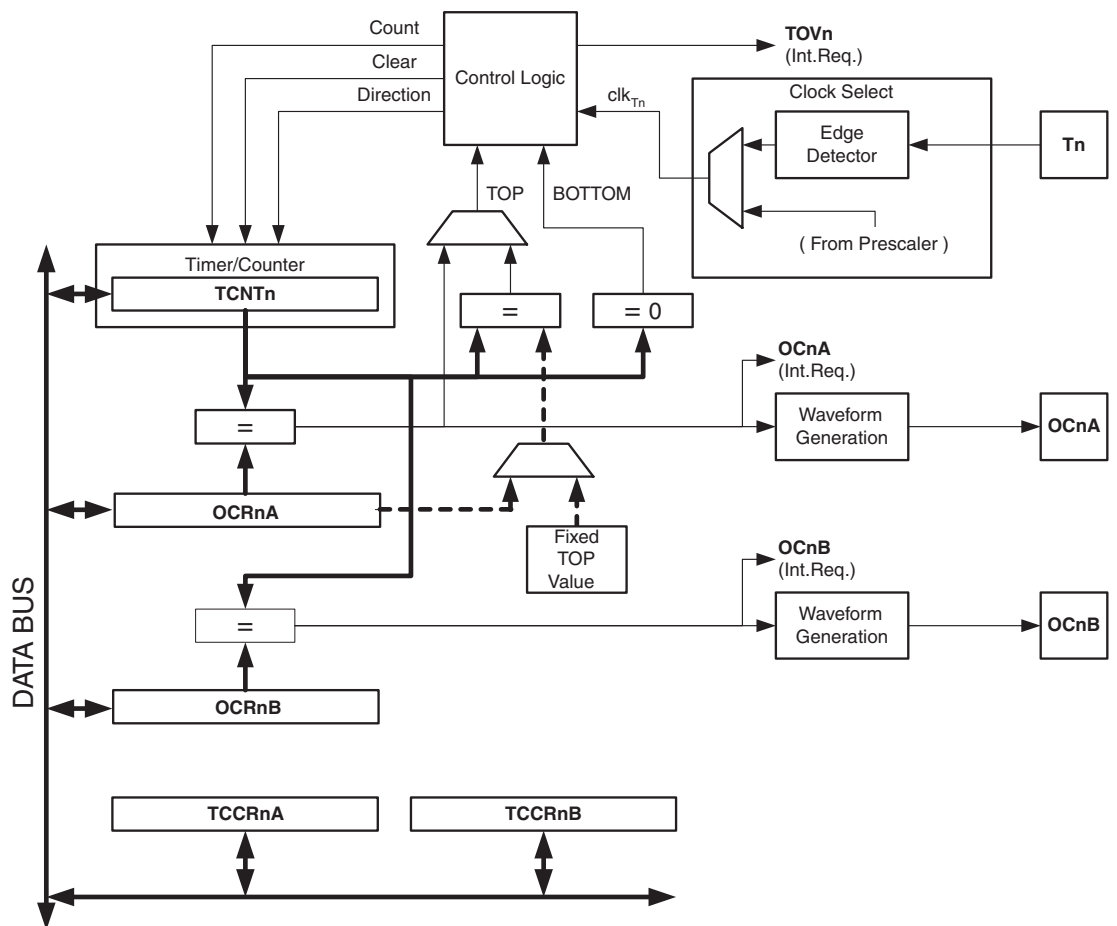 Count
TOVn
(Int.Req.)
Clear
Control Logic
Direction
clkTn
Clock Select
Edge
Detector
Tn
TOP
BOTTOM
( From Prescaler )
Timer/Counter
TCNTn
=
= 0
OCnA
(Int.Req.)
=
Waveform
Generation
OCnA
OCRnA
Fixed
TOP
Value
OCnB
(Int.Req.)
=
Waveform
Generation
OCnB
DATA BUS
OCRnB
TCCRnA
TCCRnB